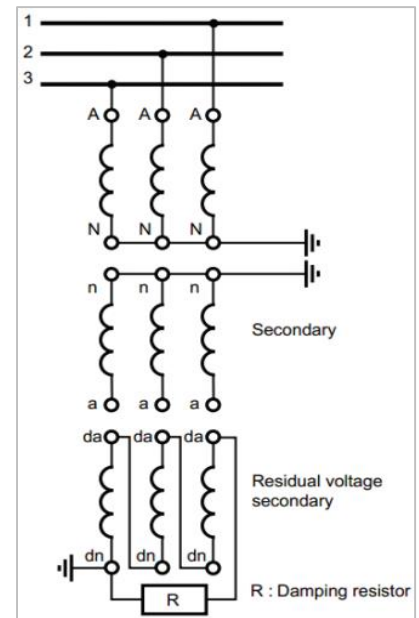 1
2
3
A A A
N N N
n n n
Secondary
a a a
da da da
Residual voltage
secondary
dn dn dn
R R : Damping resistor